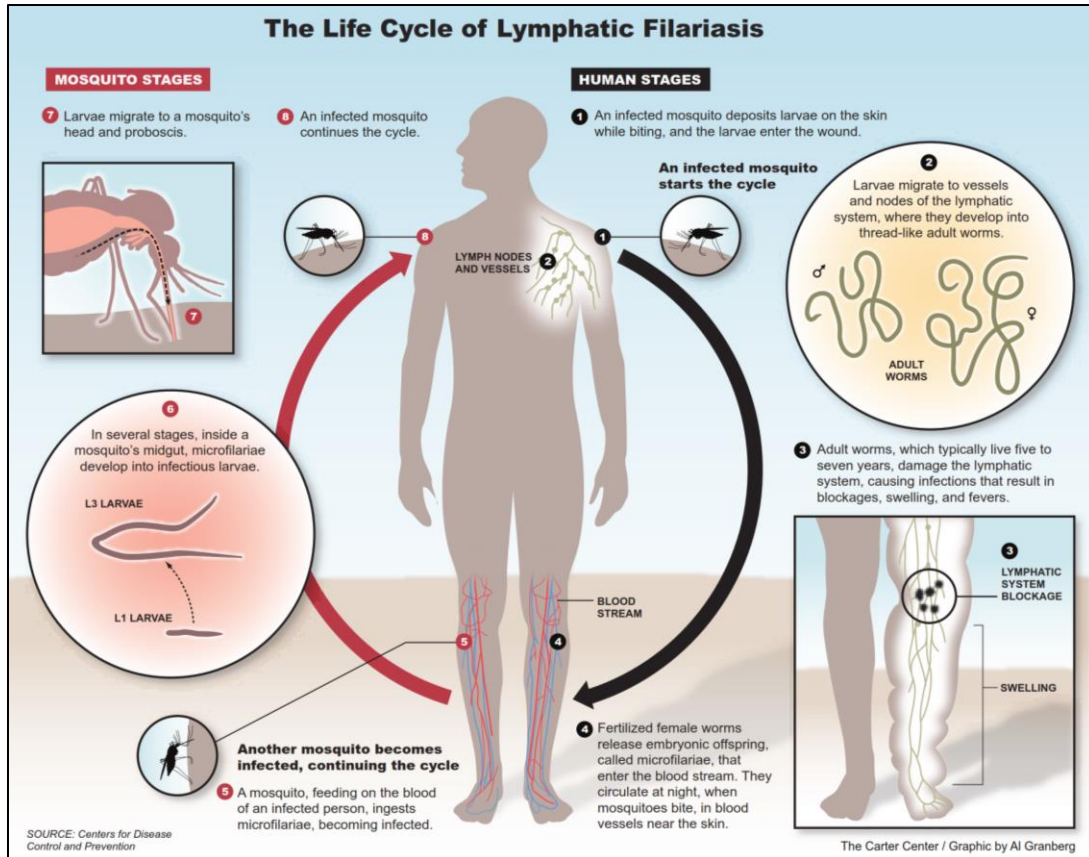 The Life Cycle of Lymphatic Filariasis
MOSQUITO STAGES
7 Larvae migrate to a mosquito's
head and proboscis.
7
8 An infected mosquito
continues the cycle.
8
HUMAN STAGES
1 An infected mosquito deposits larvae on the skin
while biting, and the larvae enter the wound.
An infected mosquito
starts the cycle
1
LYMPH NODES
AND VESSELS
2
2
Larvae migrate to vessels
and nodes of the lymphatic
system, where they develop into
thread-like adult worms.
♂
♀
ADULT
WORMS
3 Adult worms, which typically live five to
seven years, damage the lymphatic
system, causing infections that result in
blockages, swelling, and fevers.
3
LYMPHATIC
SYSTEM
BLOCKAGE
SWELLING
6
In several stages, inside a
mosquito's midgut, microfilariae
develop into infectious larvae.
L3 LARVAE
L1 LARVAE
BLOOD
STREAM
5
4
4 Fertilized female worms
release embryonic offspring,
called microfilariae, that
enter the blood stream. They
circulate at night, when
mosquitoes bite, in blood
vessels near the skin.
Another mosquito becomes
infected, continuing the cycle
5 A mosquito, feeding on the blood
of an infected person, ingests
microfilariae, becoming infected.
SOURCE: Centers for Disease
Control and Prevention
The Carter Center / Graphic by Al Granberg